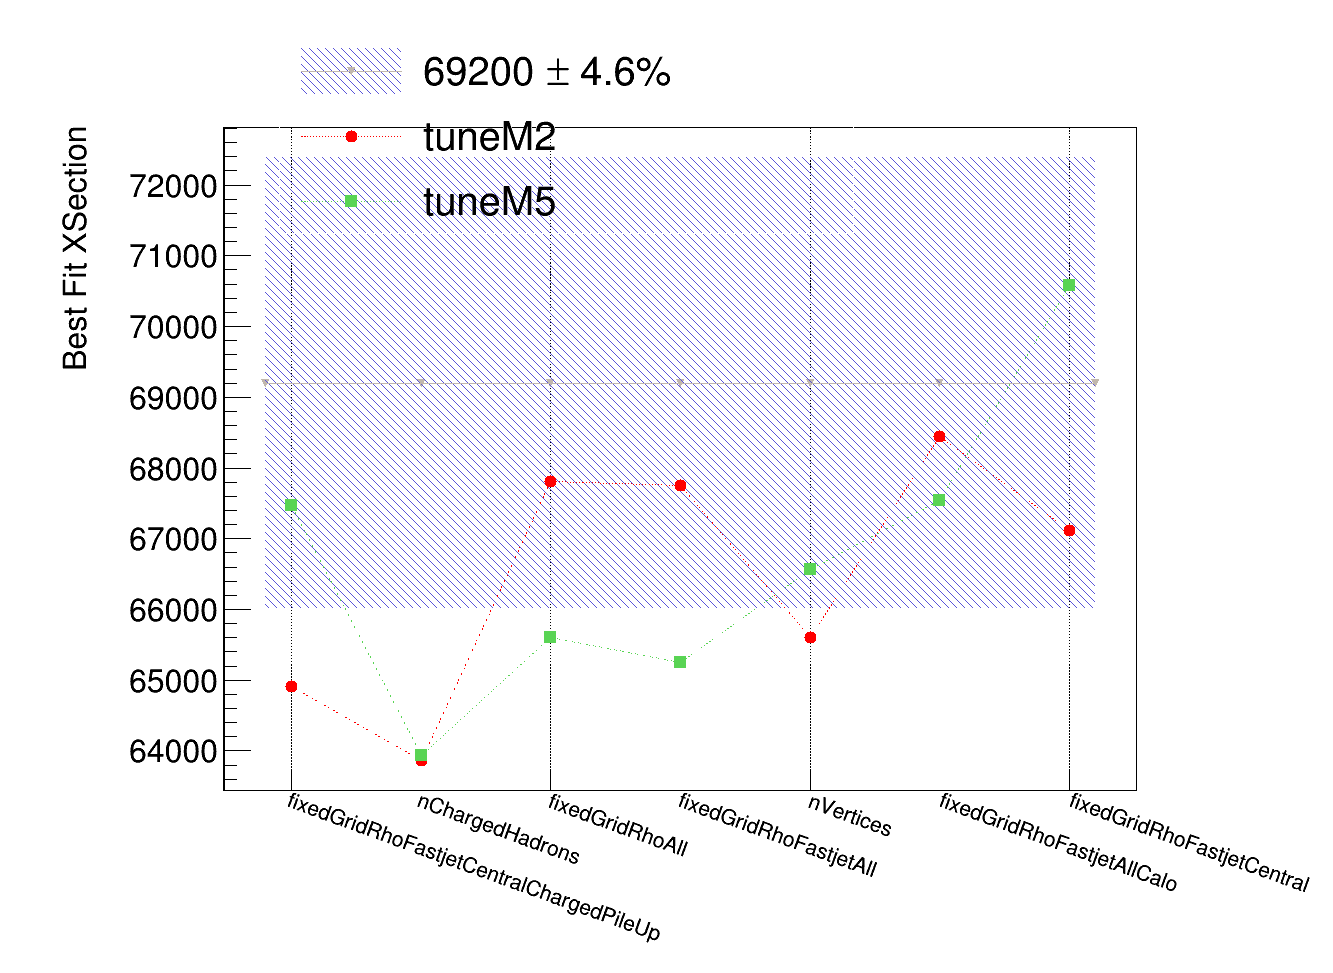 69200 ± 4.6%
tuneM2
tuneM5
Best Fit XSection
72000
71000
70000
69000
68000
67000
66000
65000
64000
fixedGridRhoFastjetCentralChargedPileUp
nChargedHadrons
fixedGridRhoAll
fixedGridRhoFastjetAll
nVertices
fixedGridRhoFastjetAllCalo
fixedGridRhoFastjetCentral